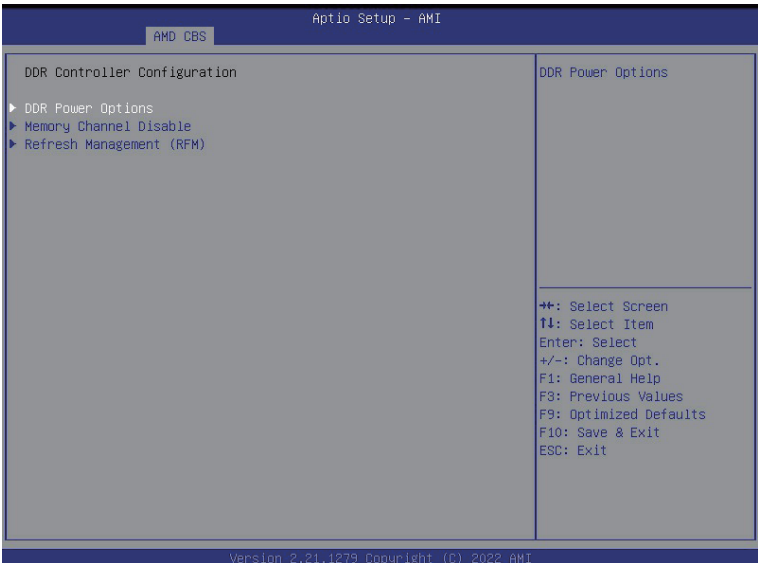 Aptio Setup – AMI
AMD CBS
DDR Controller Configuration
DDR Power Options
Memory Channel Disable
Refresh Management (RFM)
DDR Power Options
→←: Select Screen
↑↓: Select Item
Enter: Select
+/-: Change Opt.
F1: General Help
F3: Previous Values
F9: Optimized Defaults
F10: Save & Exit
ESC: Exit
Version 2.21.1279 Copyright (C) 2022 AMI